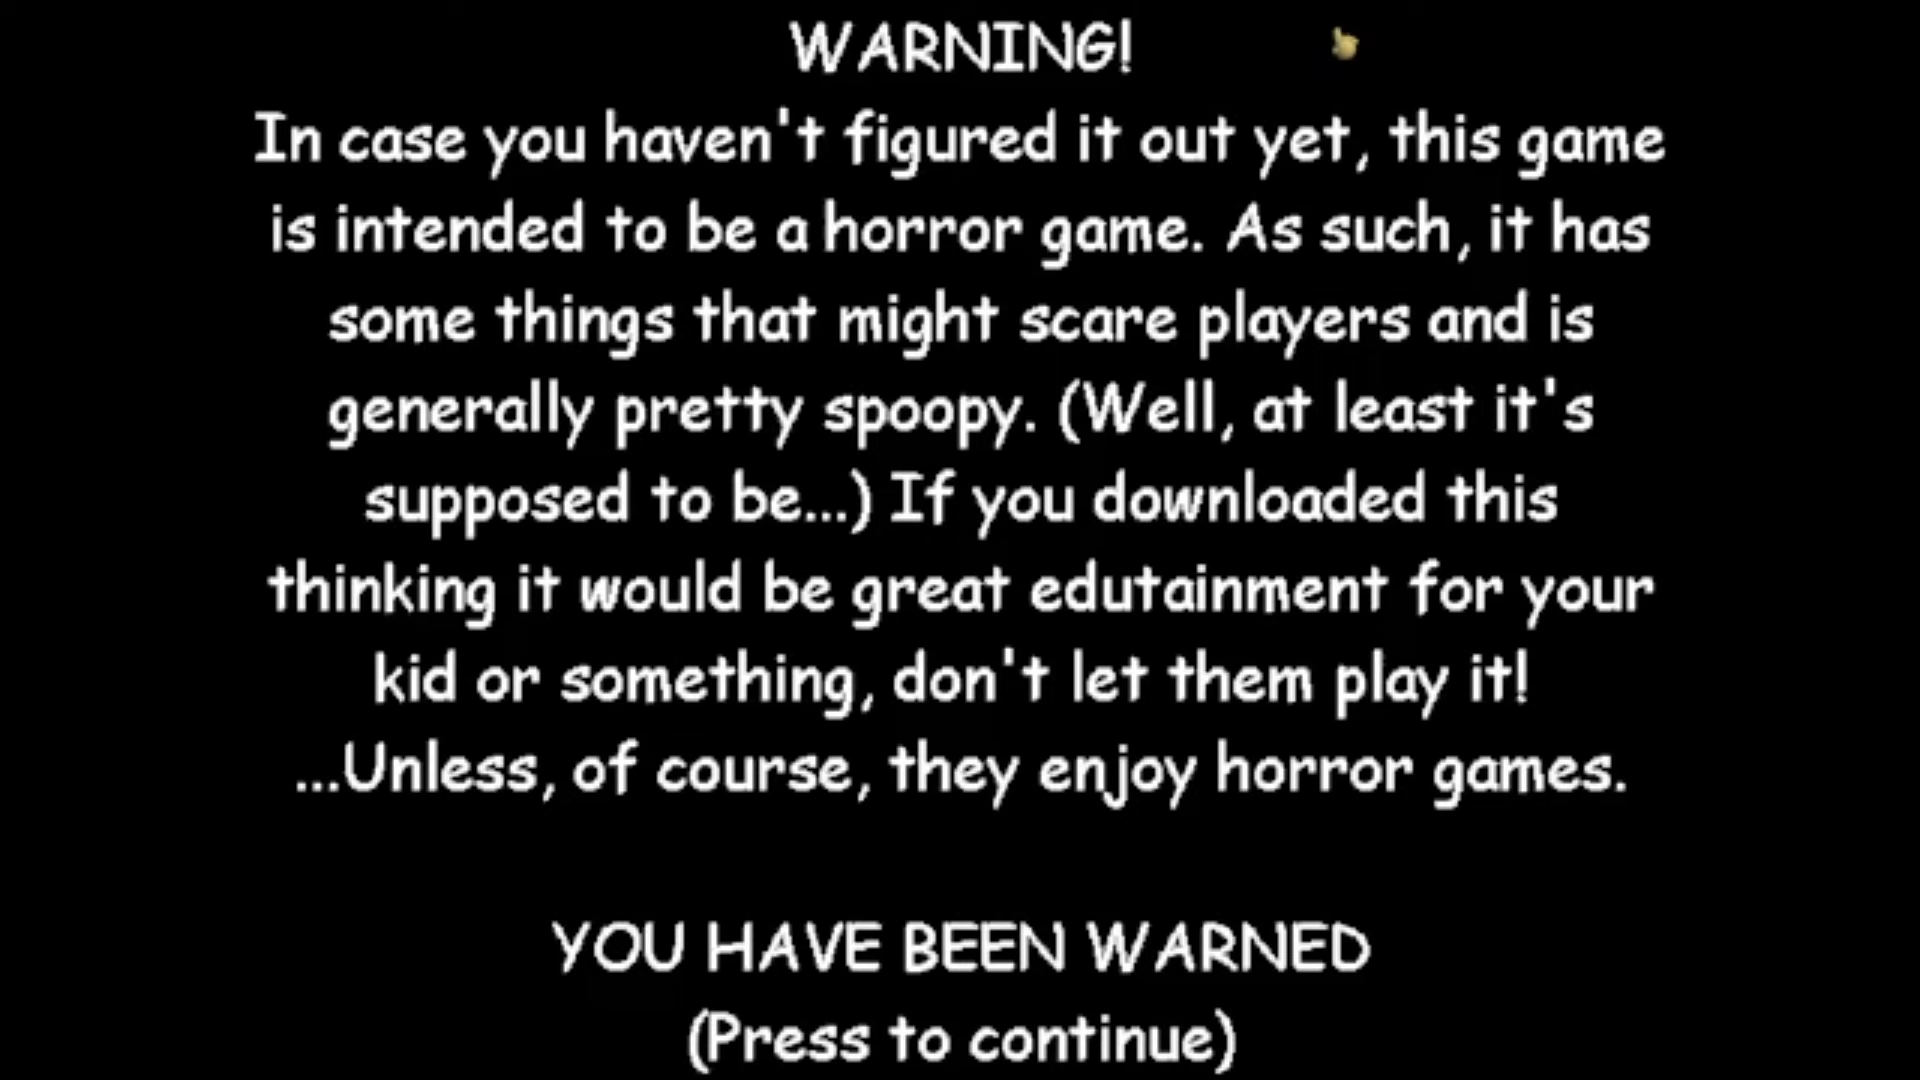 WARNING!
In case you haven't figured it out yet, this game
is intended to be a horror game. As such, it has
some things that might scare players and is
generally pretty spoopy. (Well, at least it's
supposed to be...) If you downloaded this
thinking it would be great edutainment for your
kid or something, don't let them play it!
...Unless, of course, they enjoy horror games.
YOU HAVE BEEN WARNED
(Press to continue)